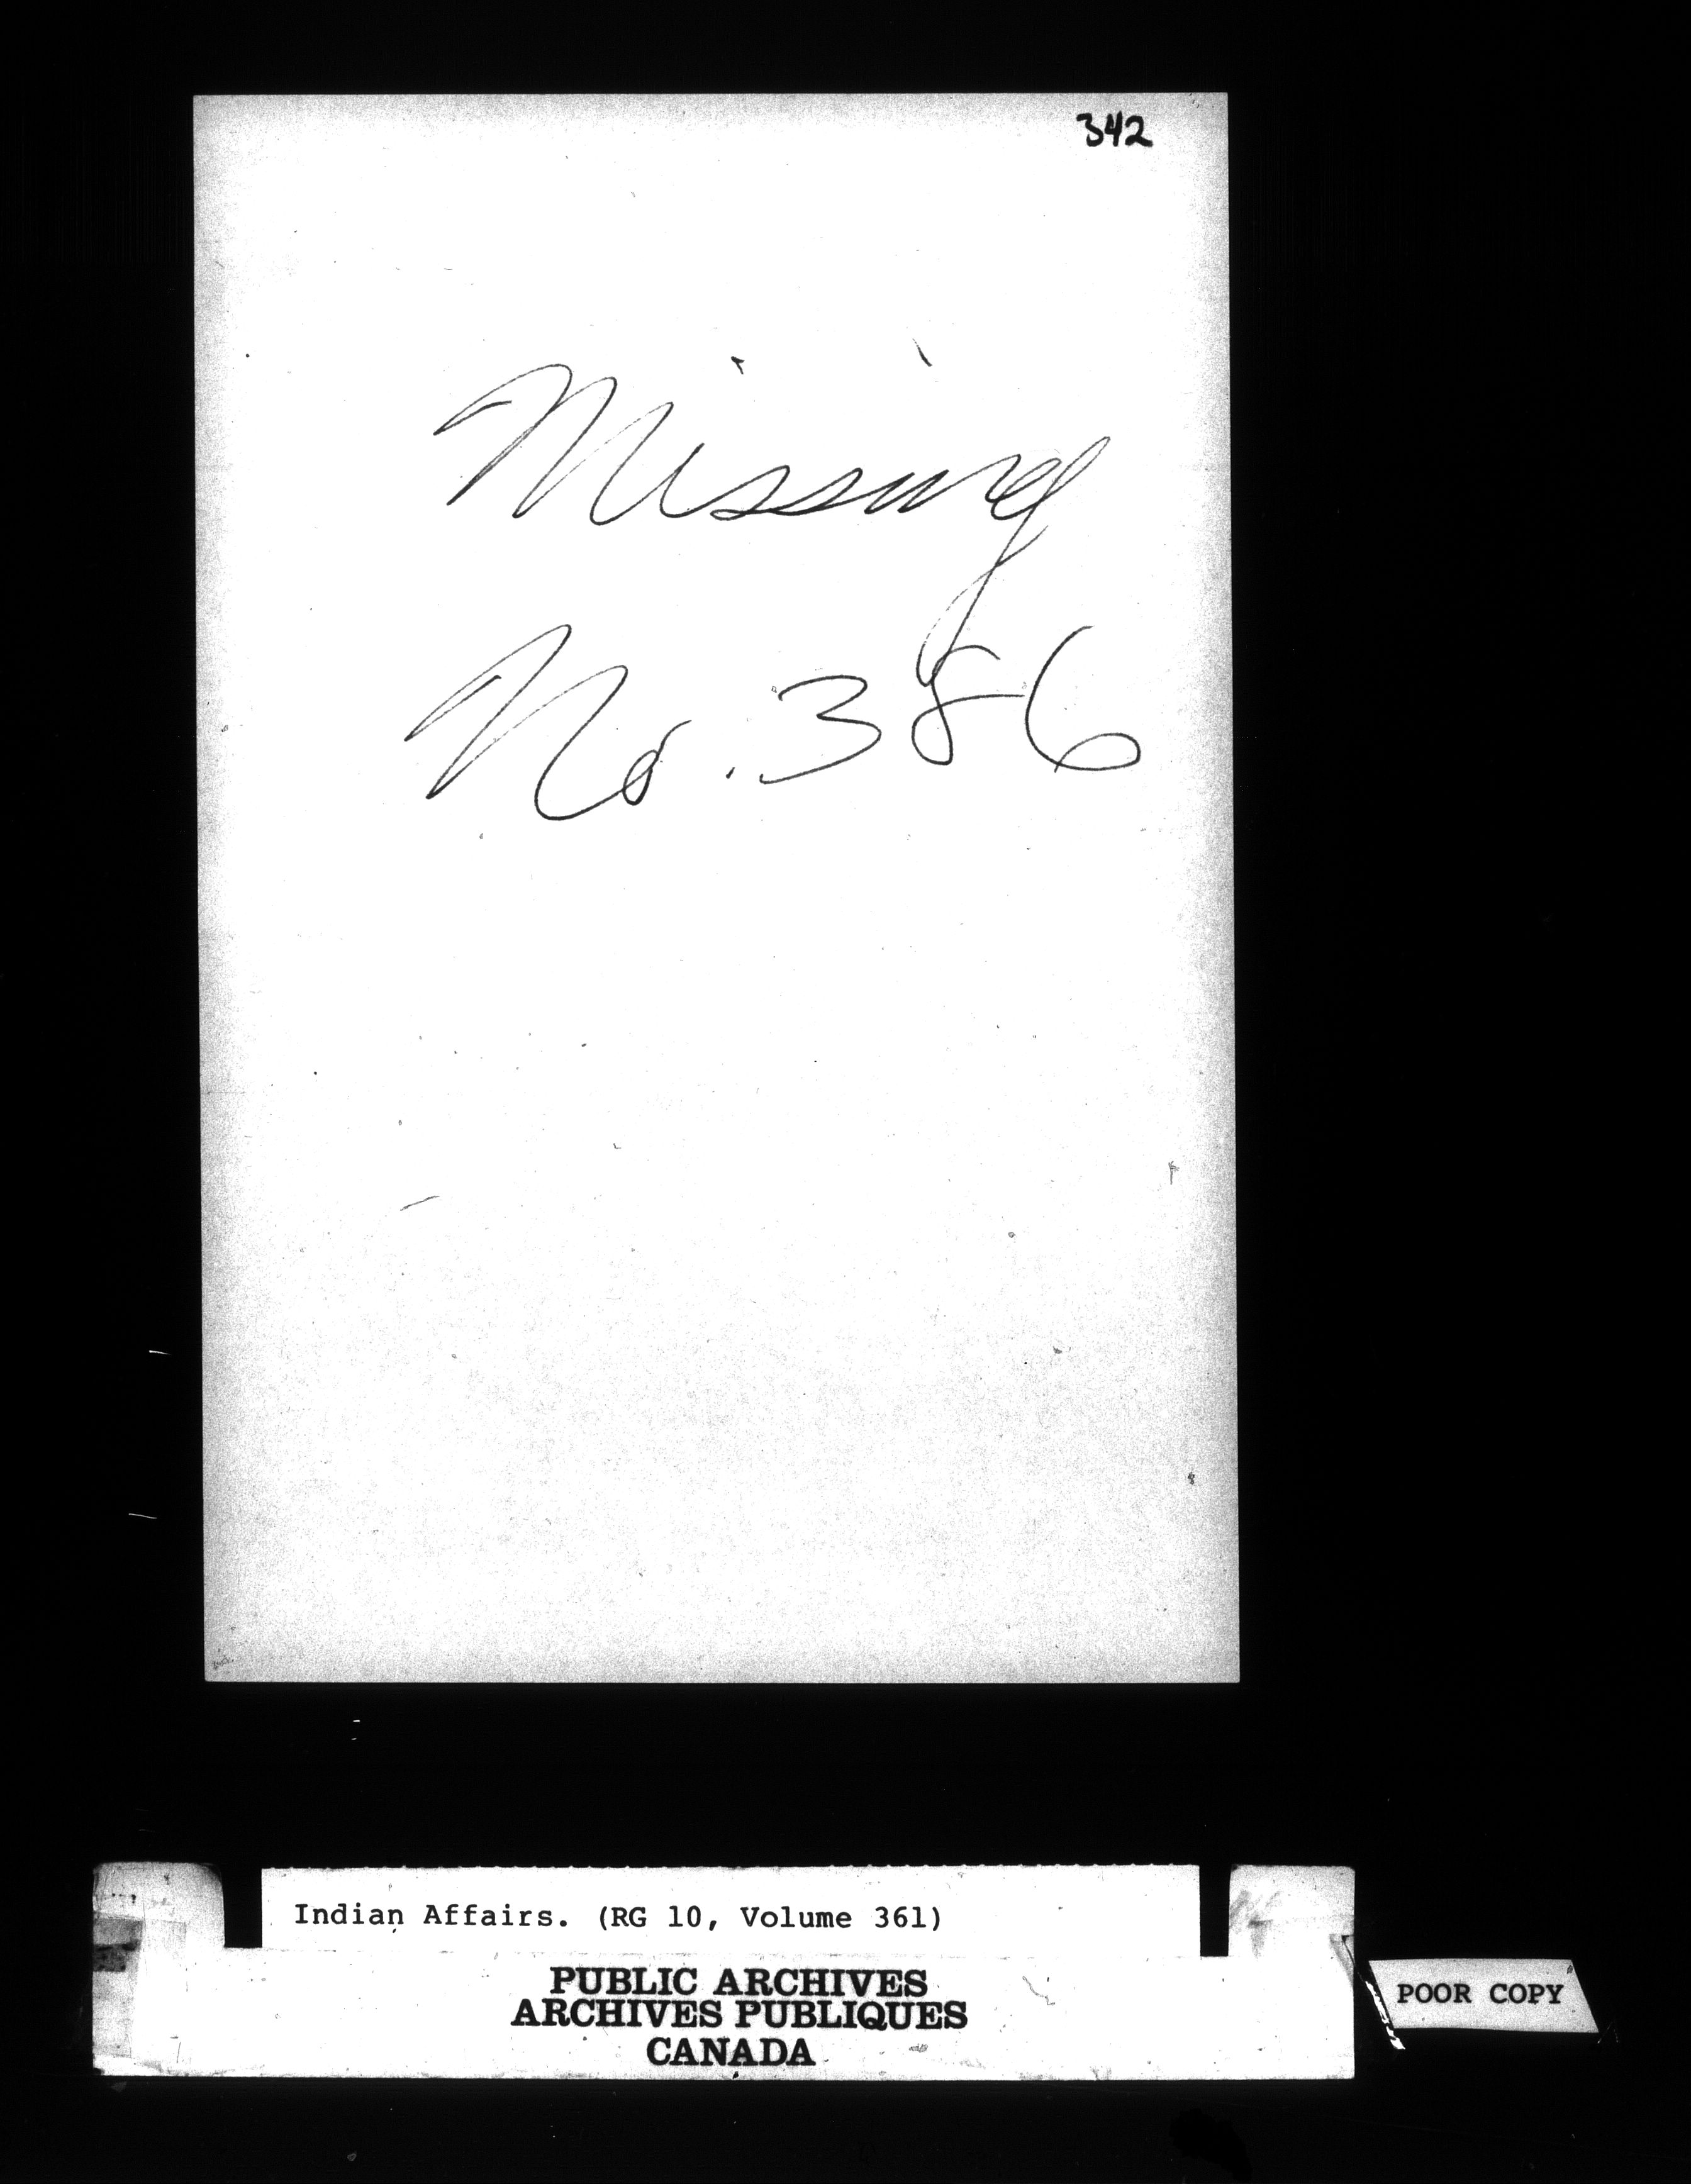 342
Missing
No. 386
Indian Affairs. (RG 10, Volume 361)
PUBLIC ARCHIVES
ARCHIVES PUBLIQUES
CANADA
POOR COPY